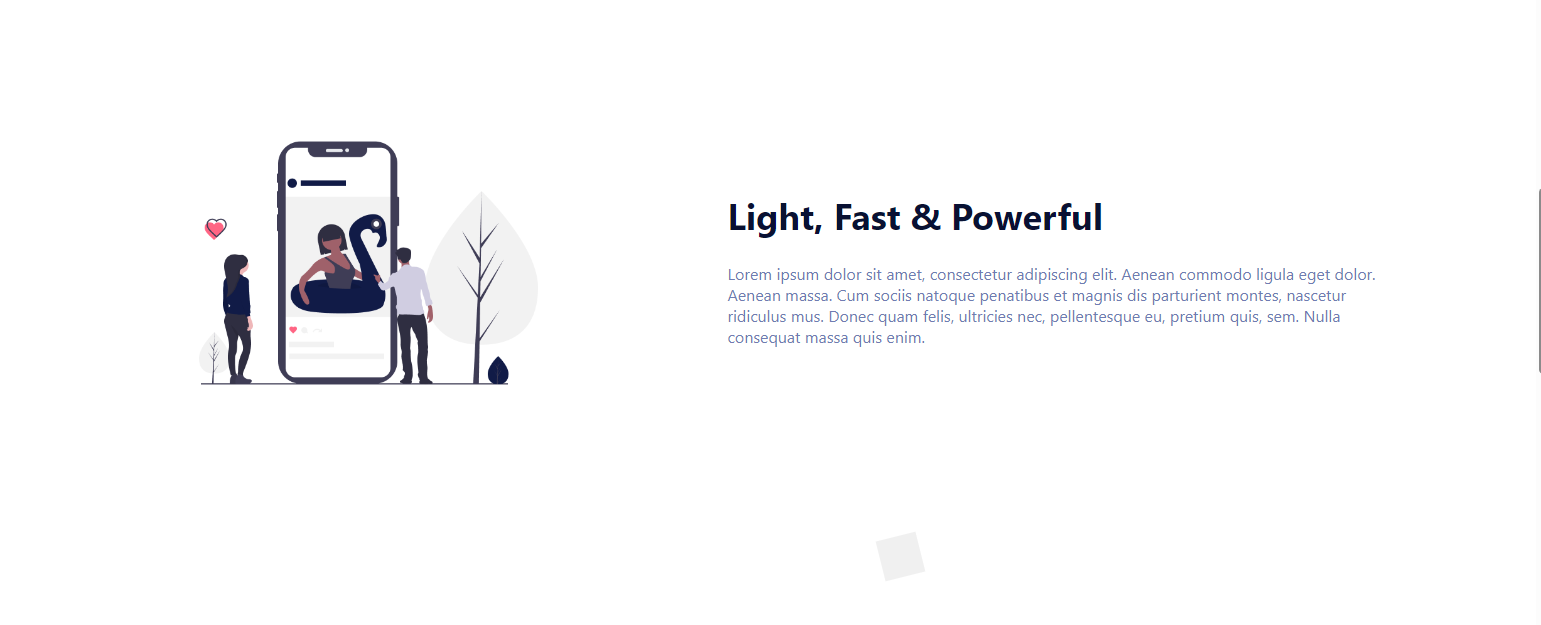 Light, Fast & Powerful
Lorem ipsum dolor sit amet, consectetur adipiscing elit. Aenean commodo ligula eget dolor.
Aenean massa. Cum sociis natoque penatibus et magnis dis parturient montes, nascetur
ridiculus mus. Donec quam felis, ultricies nec, pellentesque eu, pretium quis, sem. Nulla
consequat massa quis enim.